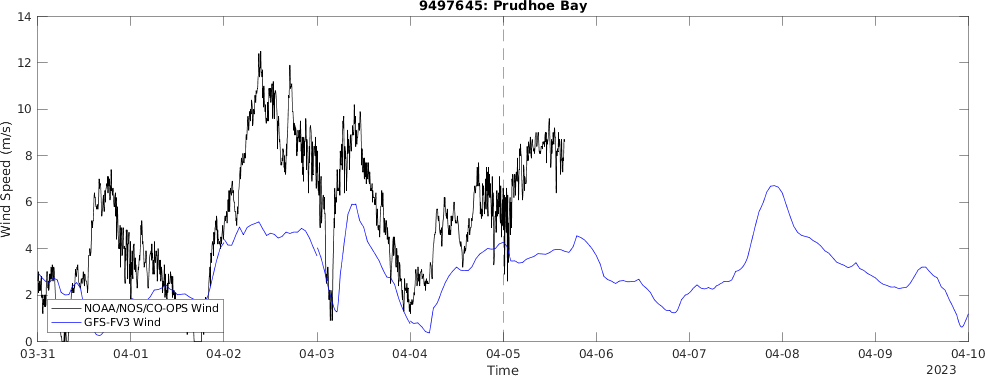 9497645: Prudhoe Bay
14
12
10
8
6
4
2
0
Wind Speed (m/s)
NOAA/NOS/CO-OPS Wind
GFS-FV3 Wind
03-31 04-01 04-02 04-03 04-04 04-05 04-06 04-07 04-08 04-09 04-10
Time
2023